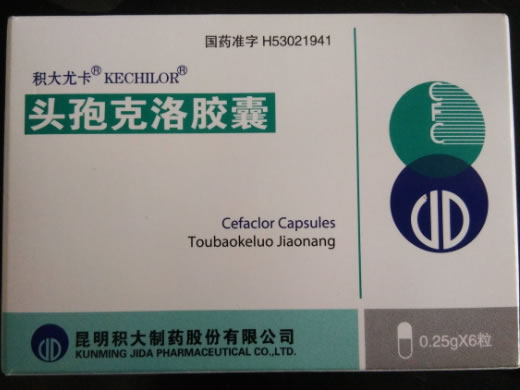 国药准字 H53021941
积大尤卡® KECHILOR®
头孢克洛胶囊
CFC
Cefaclor Capsules
Toubaokeluo Jiaonang
JD
昆明积大制药股份有限公司
KUNMING JIDA PHARMACEUTICAL CO.,LTD.
0.25gX6粒